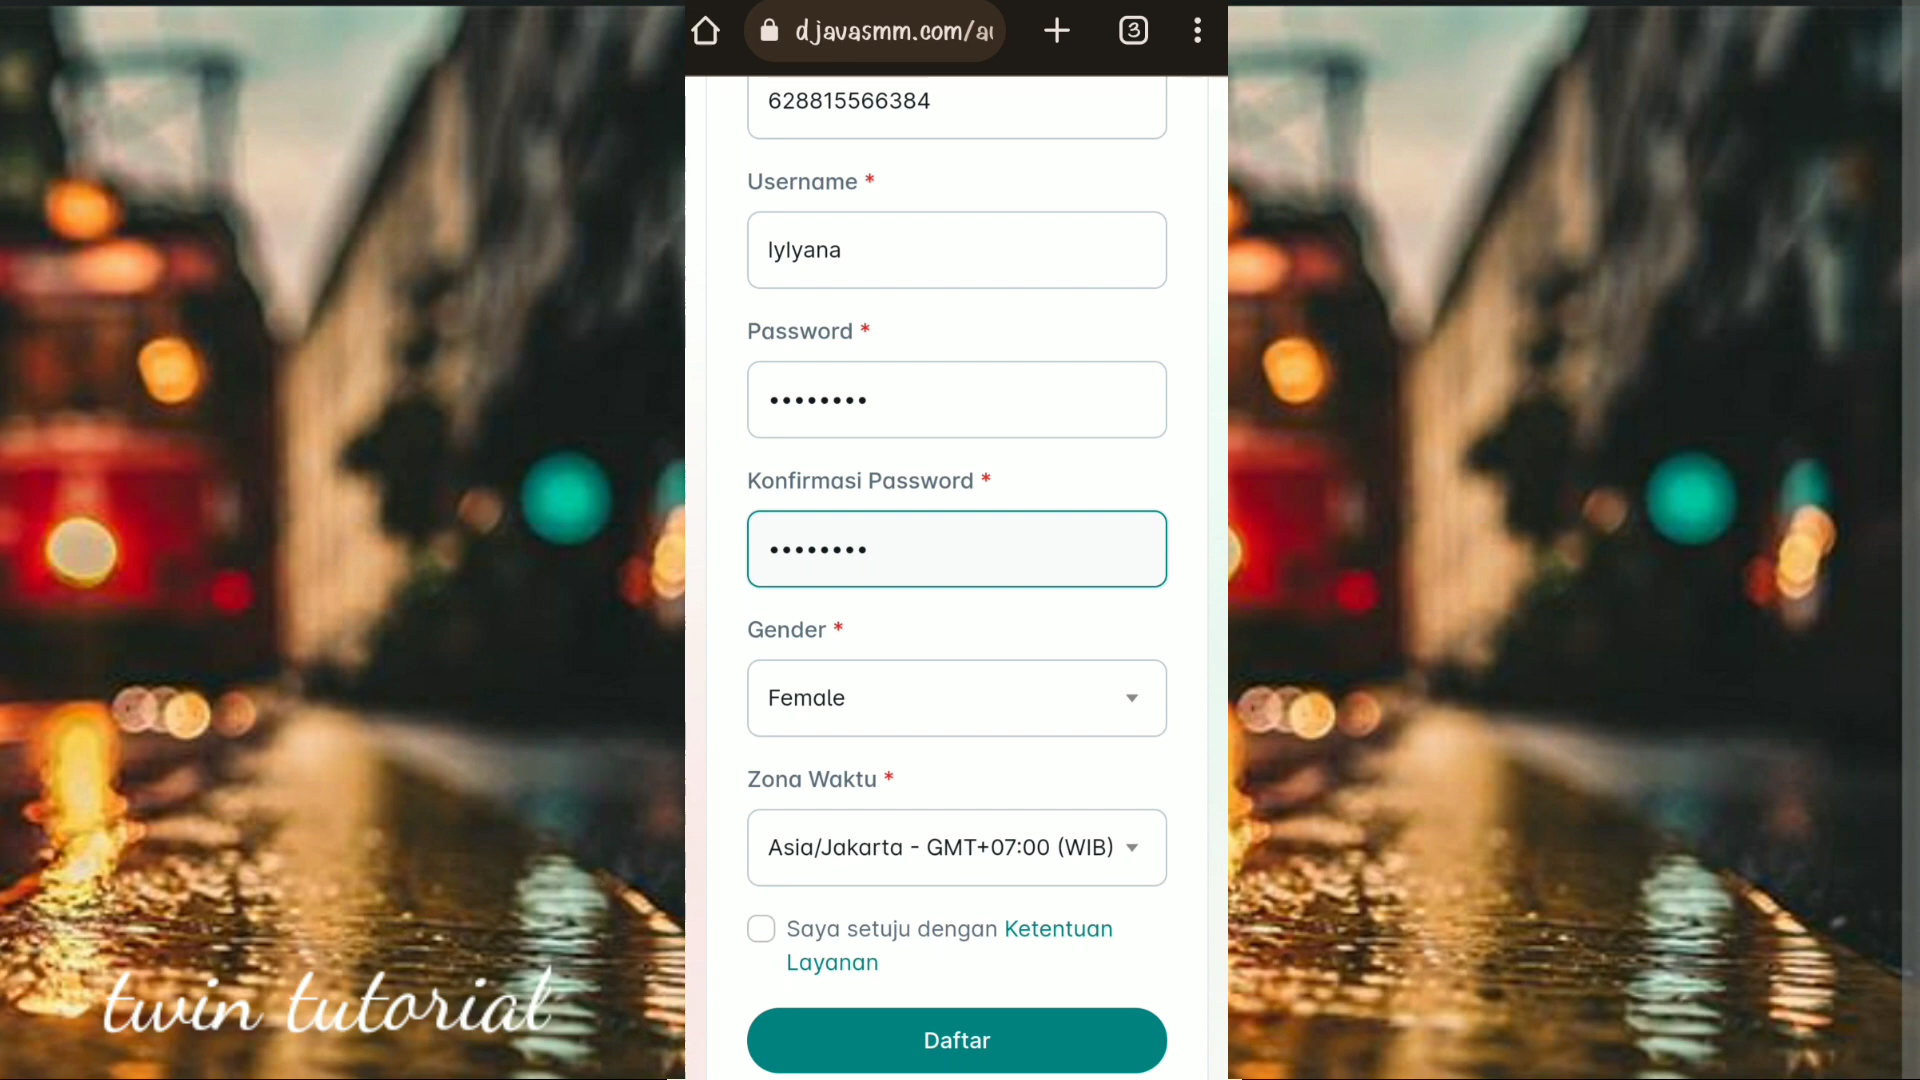 djavasmm.com/au
3
628815566384
Username *
lylyana
Password *
••••••••
Konfirmasi Password *
••••••••
Gender *
Female
Zona Waktu *
Asia/Jakarta - GMT+07:00 (WIB)
Saya setuju dengan Ketentuan
Layanan
Daftar
twin tutorial